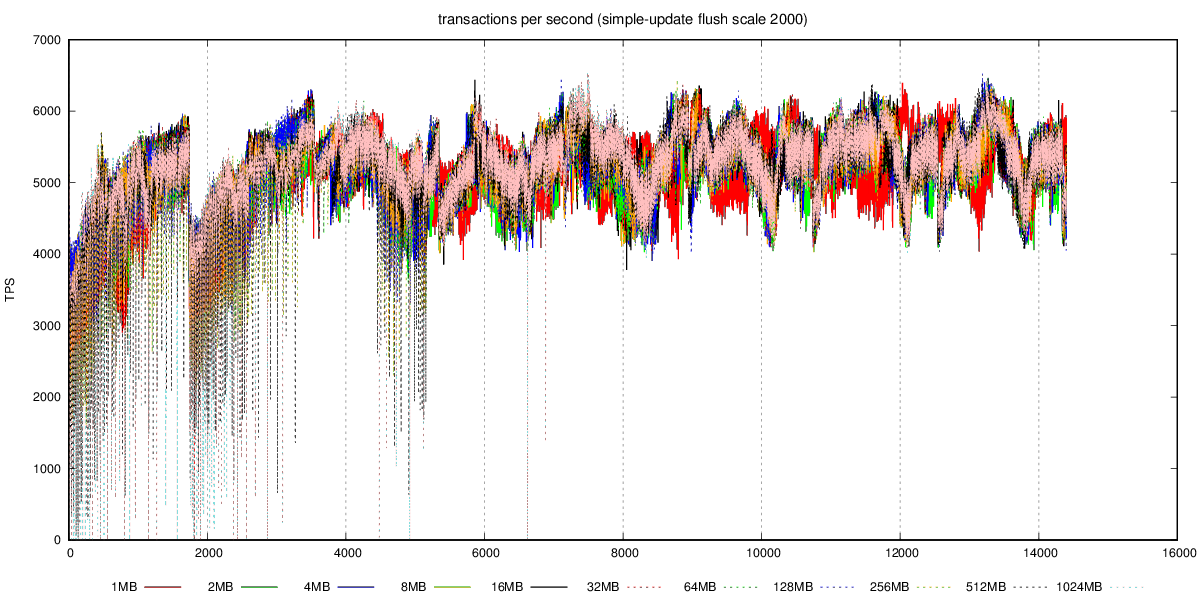 transactions per second (simple-update flush scale 2000)
7000
6000
5000
4000
3000
2000
1000
0
TPS
0 2000 4000 6000 8000 10000 12000 14000 16000
1MB 2MB 4MB 8MB 16MB 32MB 64MB 128MB 256MB 512MB 1024MB